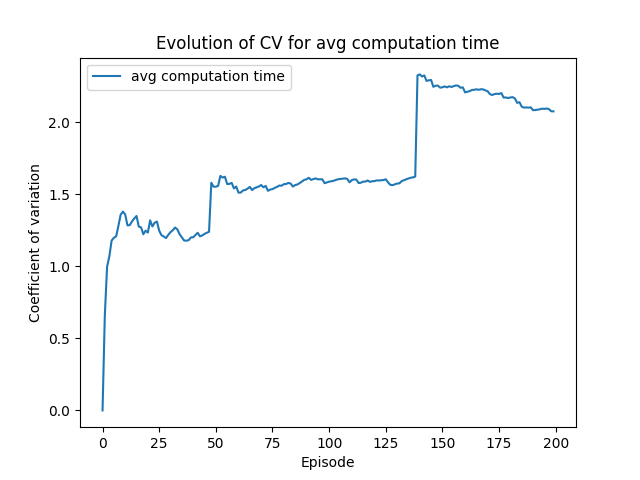 Evolution of CV for avg computation time
avg computation time
Coefficient of variation
2.0
1.5
1.0
0.5
0.0
0 25 50 75 100 125 150 175 200
Episode